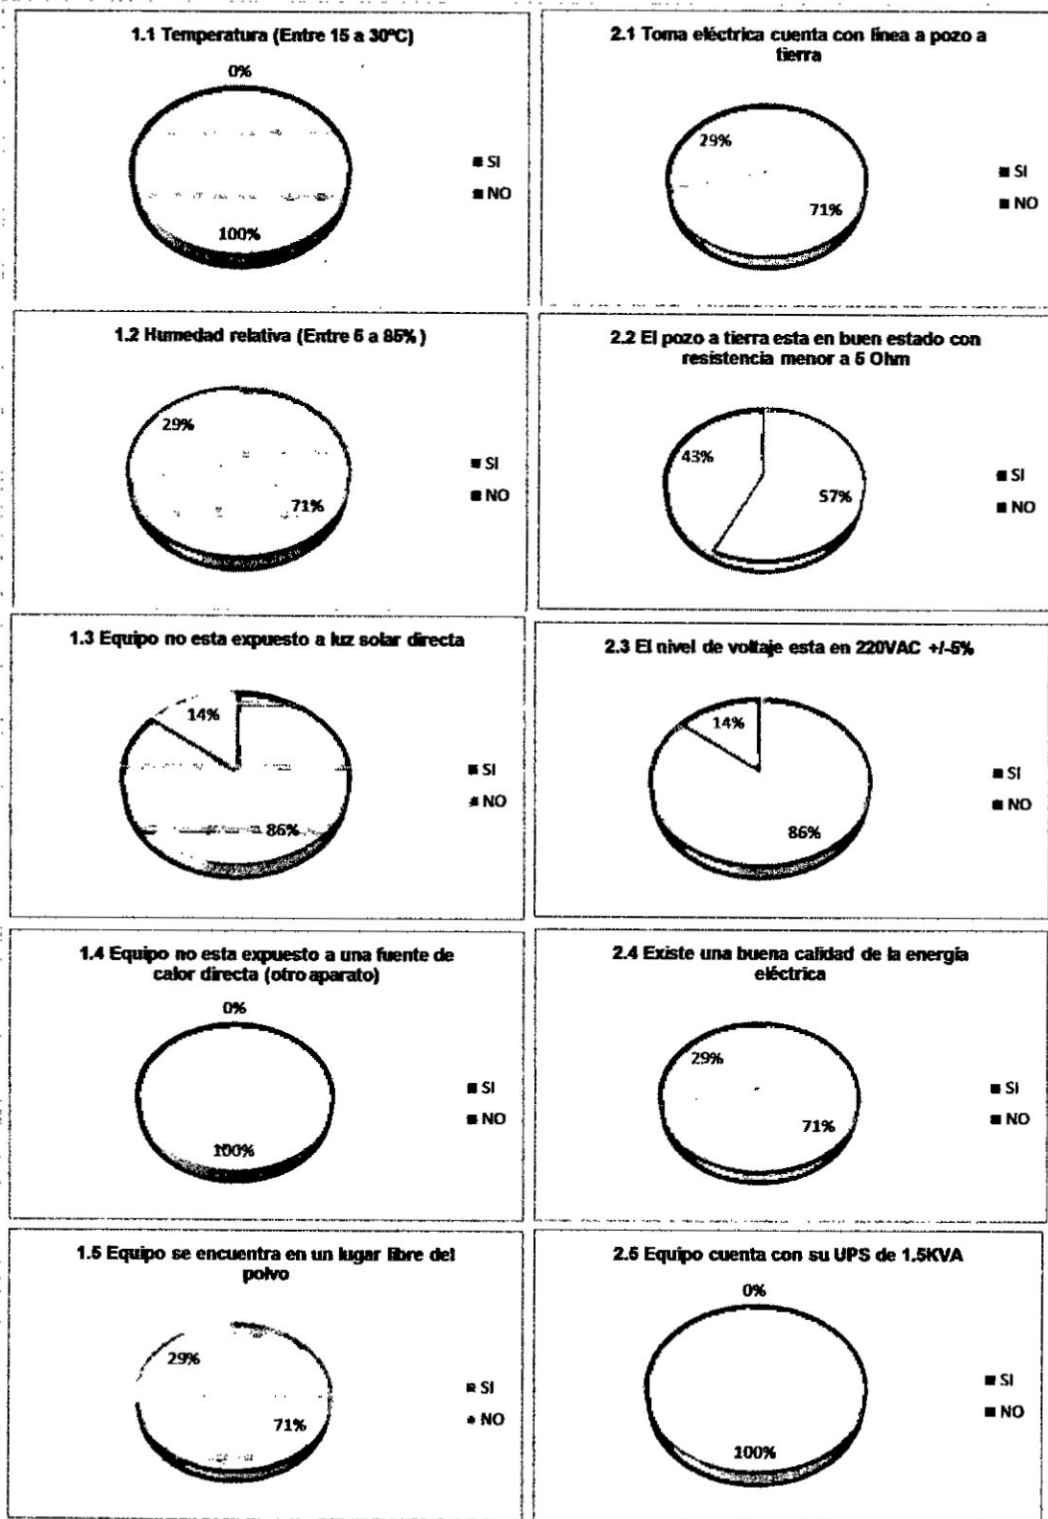 1.1 Temperatura (Entre 15 a 30ºC)
0%
100%
■ SI
■ NO
2.1 Toma eléctrica cuenta con línea a pozo a
tierra
29%
71%
■ SI
■ NO
1.2 Humedad relativa (Entre 5 a 85%)
29%
71%
■ SI
■ NO
2.2 El pozo a tierra esta en buen estado con
resistencia menor a 5 Ohm
43%
57%
■ SI
■ NO
1.3 Equipo no esta expuesto a luz solar directa
14%
86%
■ SI
■ NO
2.3 El nivel de voltaje esta en 220VAC +/-5%
14%
86%
■ SI
■ NO
1.4 Equipo no esta expuesto a una fuente de
calor directa (otro aparato)
0%
100%
■ SI
■ NO
2.4 Existe una buena calidad de la energía
eléctrica
29%
71%
■ SI
■ NO
1.5 Equipo se encuentra en un lugar libre del
polvo
29%
71%
■ SI
■ NO
2.5 Equipo cuenta con su UPS de 1.5KVA
0%
100%
■ SI
■ NO